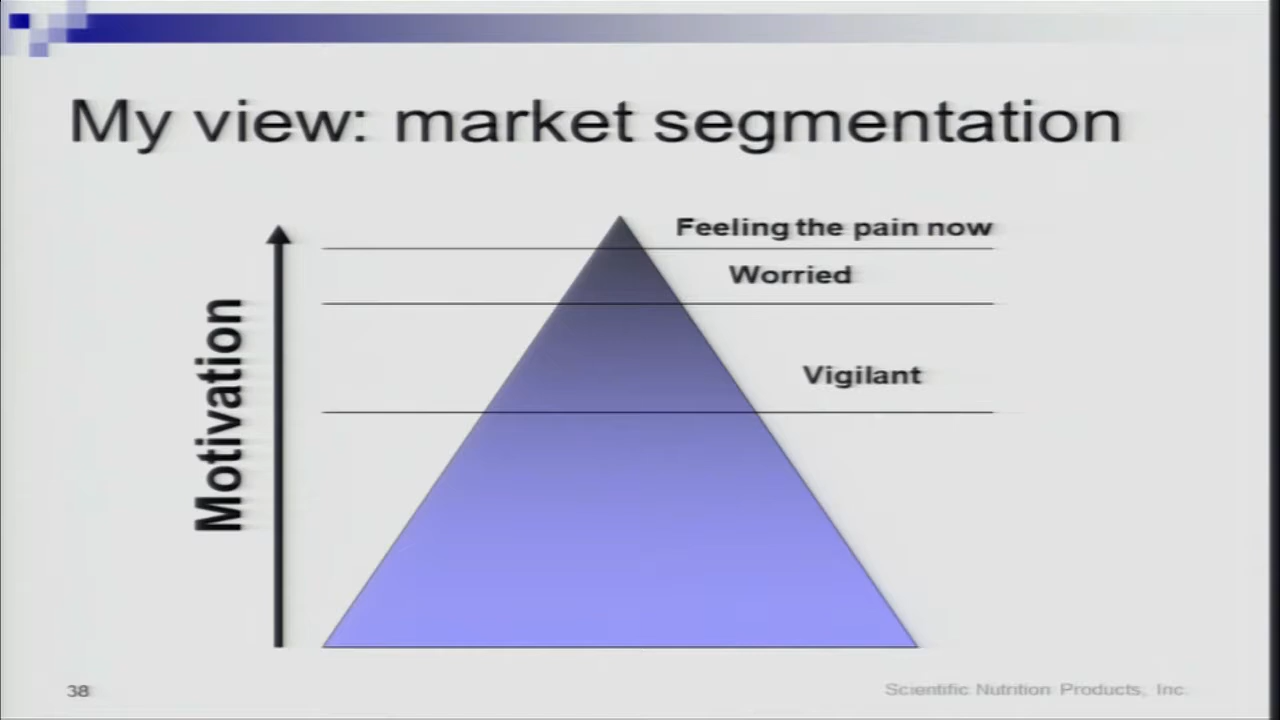 My view: market segmentation
Feeling the pain now
Worried
Vigilant
Motivation
38
Scientific Nutrition Products, Inc